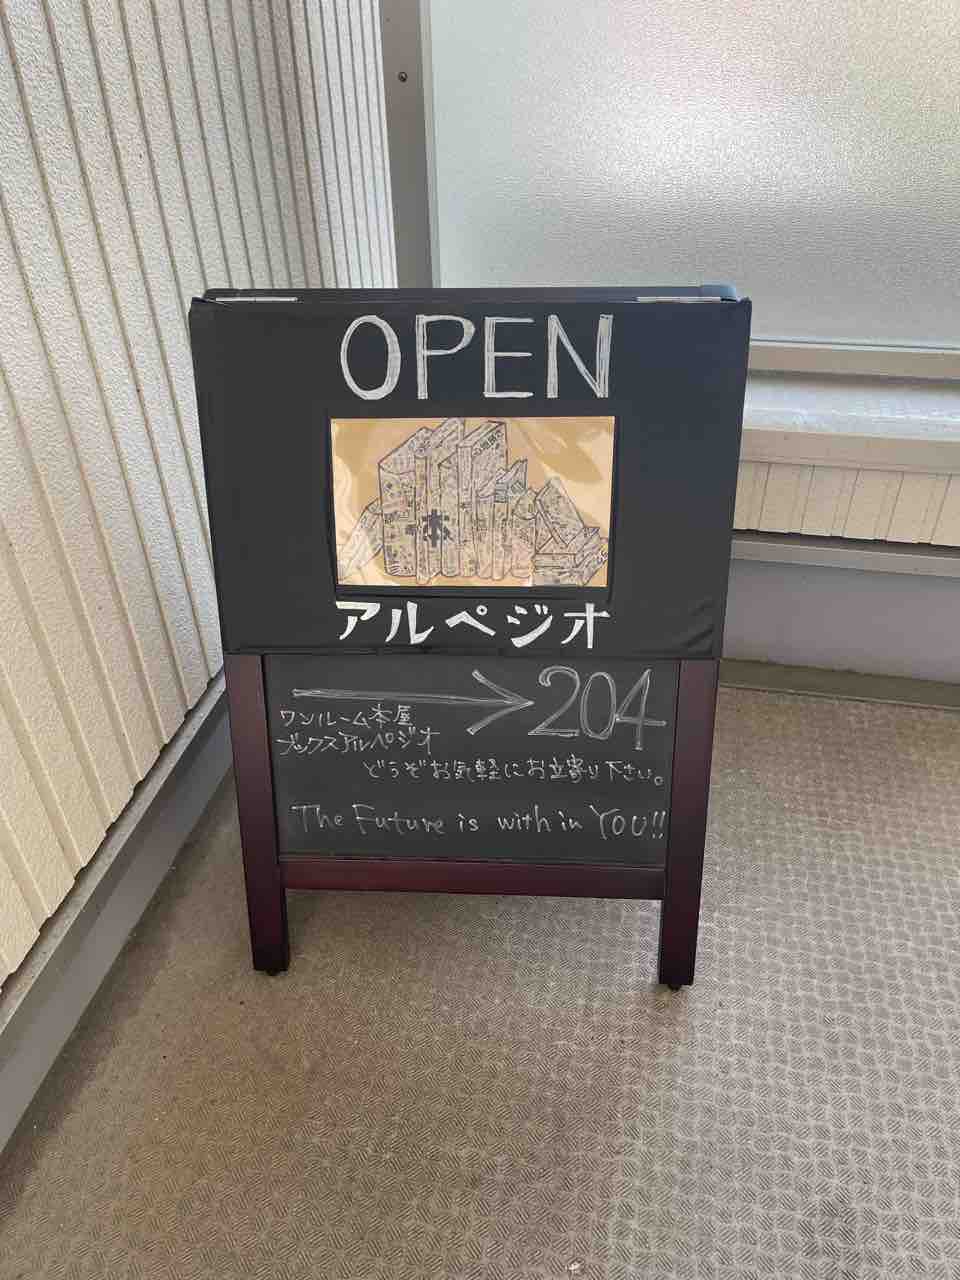 OPEN
本
アルペジオ
→204
ワンルーム本屋
ブックスアルペジオ
どうぞお気軽にお立寄り下さい。
The Future is with in YOU!!